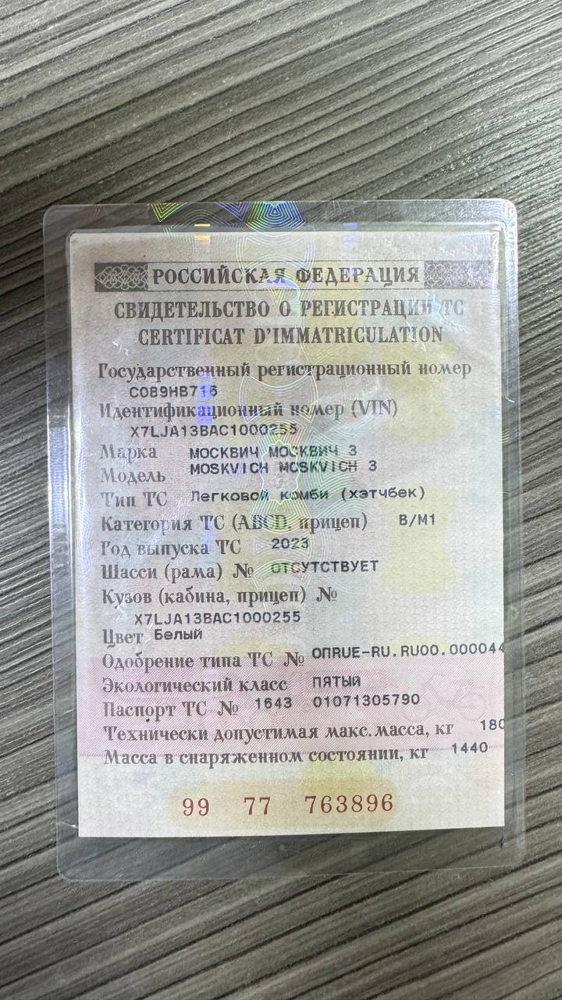 РОССИЙСКАЯ ФЕДЕРАЦИЯ
СВИДЕТЕЛЬСТВО О РЕГИСТРАЦИИ ТС
CERTIFICAT D'IMMATRICULATION
Государственный регистрационный номер
С089НВ716
Идентификационный номер (VIN)
X7LJA13BAC1000255
Марка МОСКВИЧ МОСКВИЧ 3
Модель MOSKVICH MOSKVICH 3
Тип ТС Легковой комби (хэтчбек)
Категория ТС (ABCD, прицеп) B/M1
Год выпуска ТС 2023
Шасси (рама) № ОТСУТСТВУЕТ
Кузов (кабина, прицеп) №
X7LJA13BAC1000255
Цвет Белый
Одобрение типа ТС № ОПRUE-RU.RU00.000044
Экологический класс ПЯТЫЙ
Паспорт ТС № 1643 01071305790
Технически допустимая макс.масса, кг 180
Масса в снаряженном состоянии, кг 1440
99 77 763896